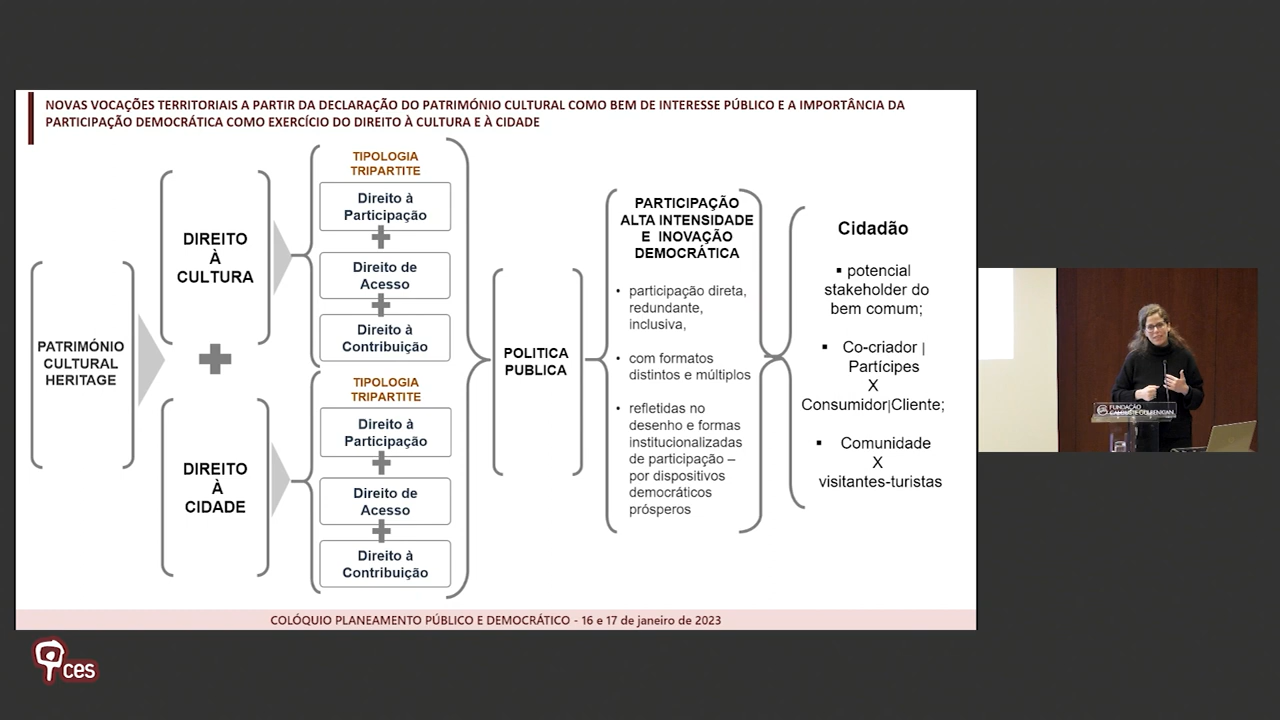 NOVAS VOCAÇÕES TERRITORIAIS A PARTIR DA DECLARAÇÃO DO PATRIMÓNIO CULTURAL COMO BEM DE INTERESSE PÚBLICO E A IMPORTÂNCIA DA
PARTICIPAÇÃO DEMOCRÁTICA COMO EXERCÍCIO DO DIREITO À CULTURA E À CIDADE
PATRIMÓNIO
CULTURAL
HERITAGE
DIREITO
À
CULTURA
DIREITO
À
CIDADE
TIPOLOGIA
TRIPARTITE
Direito à
Participação
Direito de
Acesso
Direito à
Contribuição
TIPOLOGIA
TRIPARTITE
Direito à
Participação
Direito de
Acesso
Direito à
Contribuição
POLITICA
PUBLICA
PARTICIPAÇÃO
ALTA INTENSIDADE
E INOVAÇÃO
DEMOCRÁTICA
• participação direta,
redundante,
inclusiva,
• com formatos
distintos e múltiplos
• refletidas no
desenho e formas
institucionalizadas
de participação –
por dispositivos
democráticos
prósperos
Cidadão
▪ potencial
stakeholder do
bem comum;
▪ Co-criador |
Partícipes
X
Consumidor|Cliente;
▪ Comunidade
X
visitantes-turistas
COLÓQUIO PLANEAMENTO PÚBLICO E DEMOCRÁTICO - 16 e 17 de janeiro de 2023
FUNDAÇÃO
CALOUSTE GULBENKIAN
ces